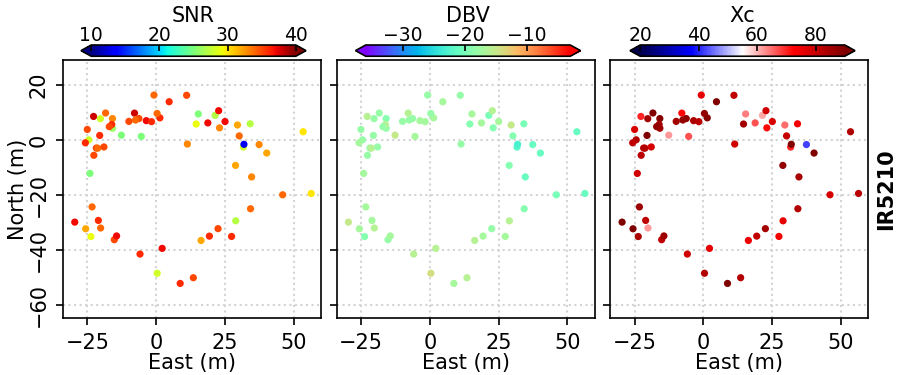 SNR DBV Xc
10 20 30 40 −30 −20 −10 20 40 60 80
20
0
−20
−40
−60
North (m)
−25 0 25 50 −25 0 25 50 −25 0 25 50
East (m) East (m) East (m)
IR5210